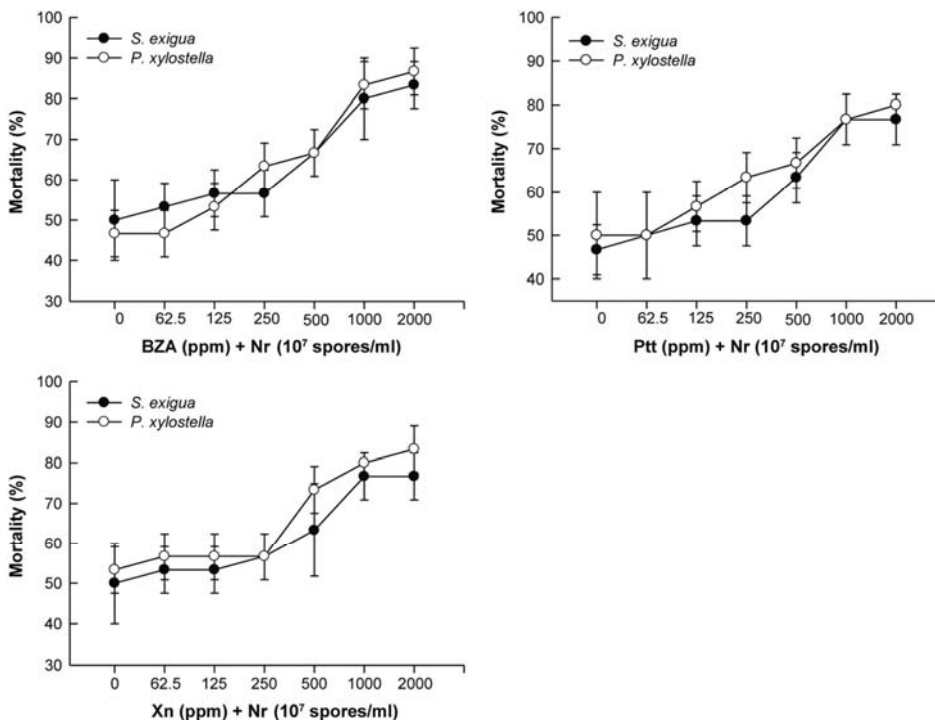 100
90
80
70
60
50
40
30
Mortality (%)
S. exigua
P. xylostella
0 62.5 125 250 500 1000 2000
BZA (ppm) + Nr (10⁷ spores/ml)
100
90
80
70
60
50
40
Mortality (%)
S. exigua
P. xylostella
0 62.5 125 250 500 1000 2000
Ptt (ppm) + Nr (10⁷ spores/ml)
100
90
80
70
60
50
40
30
Mortality (%)
S. exigua
P. xylostella
0 62.5 125 250 500 1000 2000
Xn (ppm) + Nr (10⁷ spores/ml)